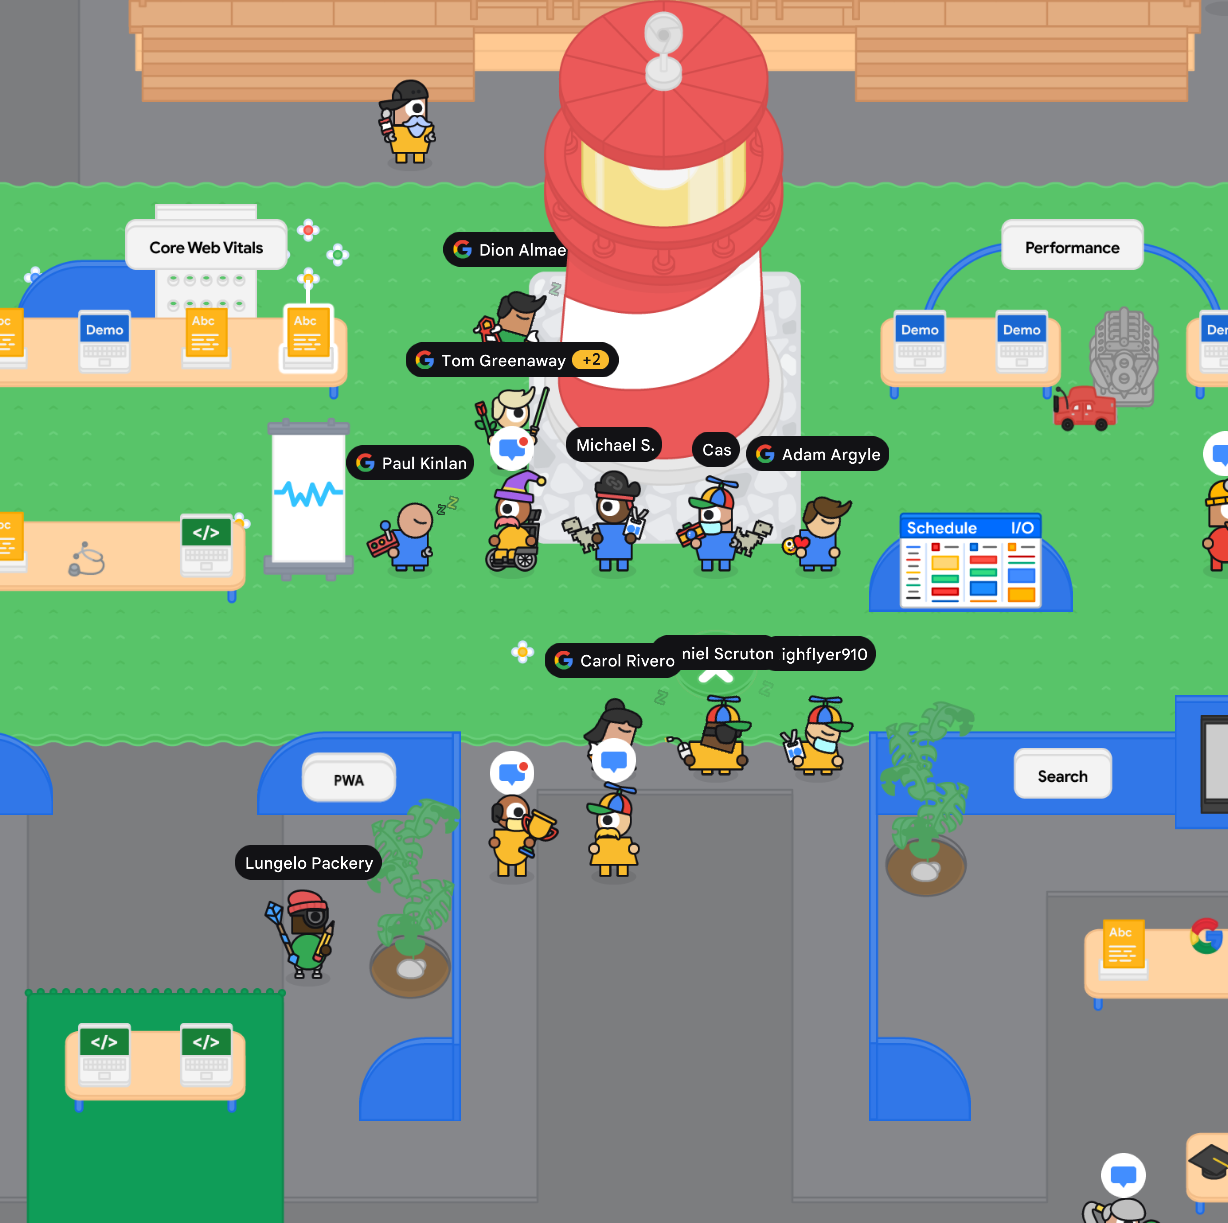 Core Web Vitals
Dion Almae
Performance
Abc
Demo
Abc
Abc
Demo
Demo
Tom Greenaway +2
Michael S.
Cas
Adam Argyle
Paul Kinlan
z
z z
</>
Schedule I/O
Carol Rivero
niel Scruton
ighflyer910
z
z
PWA
Search
Lungelo Packery
Abc
G
</>
</>